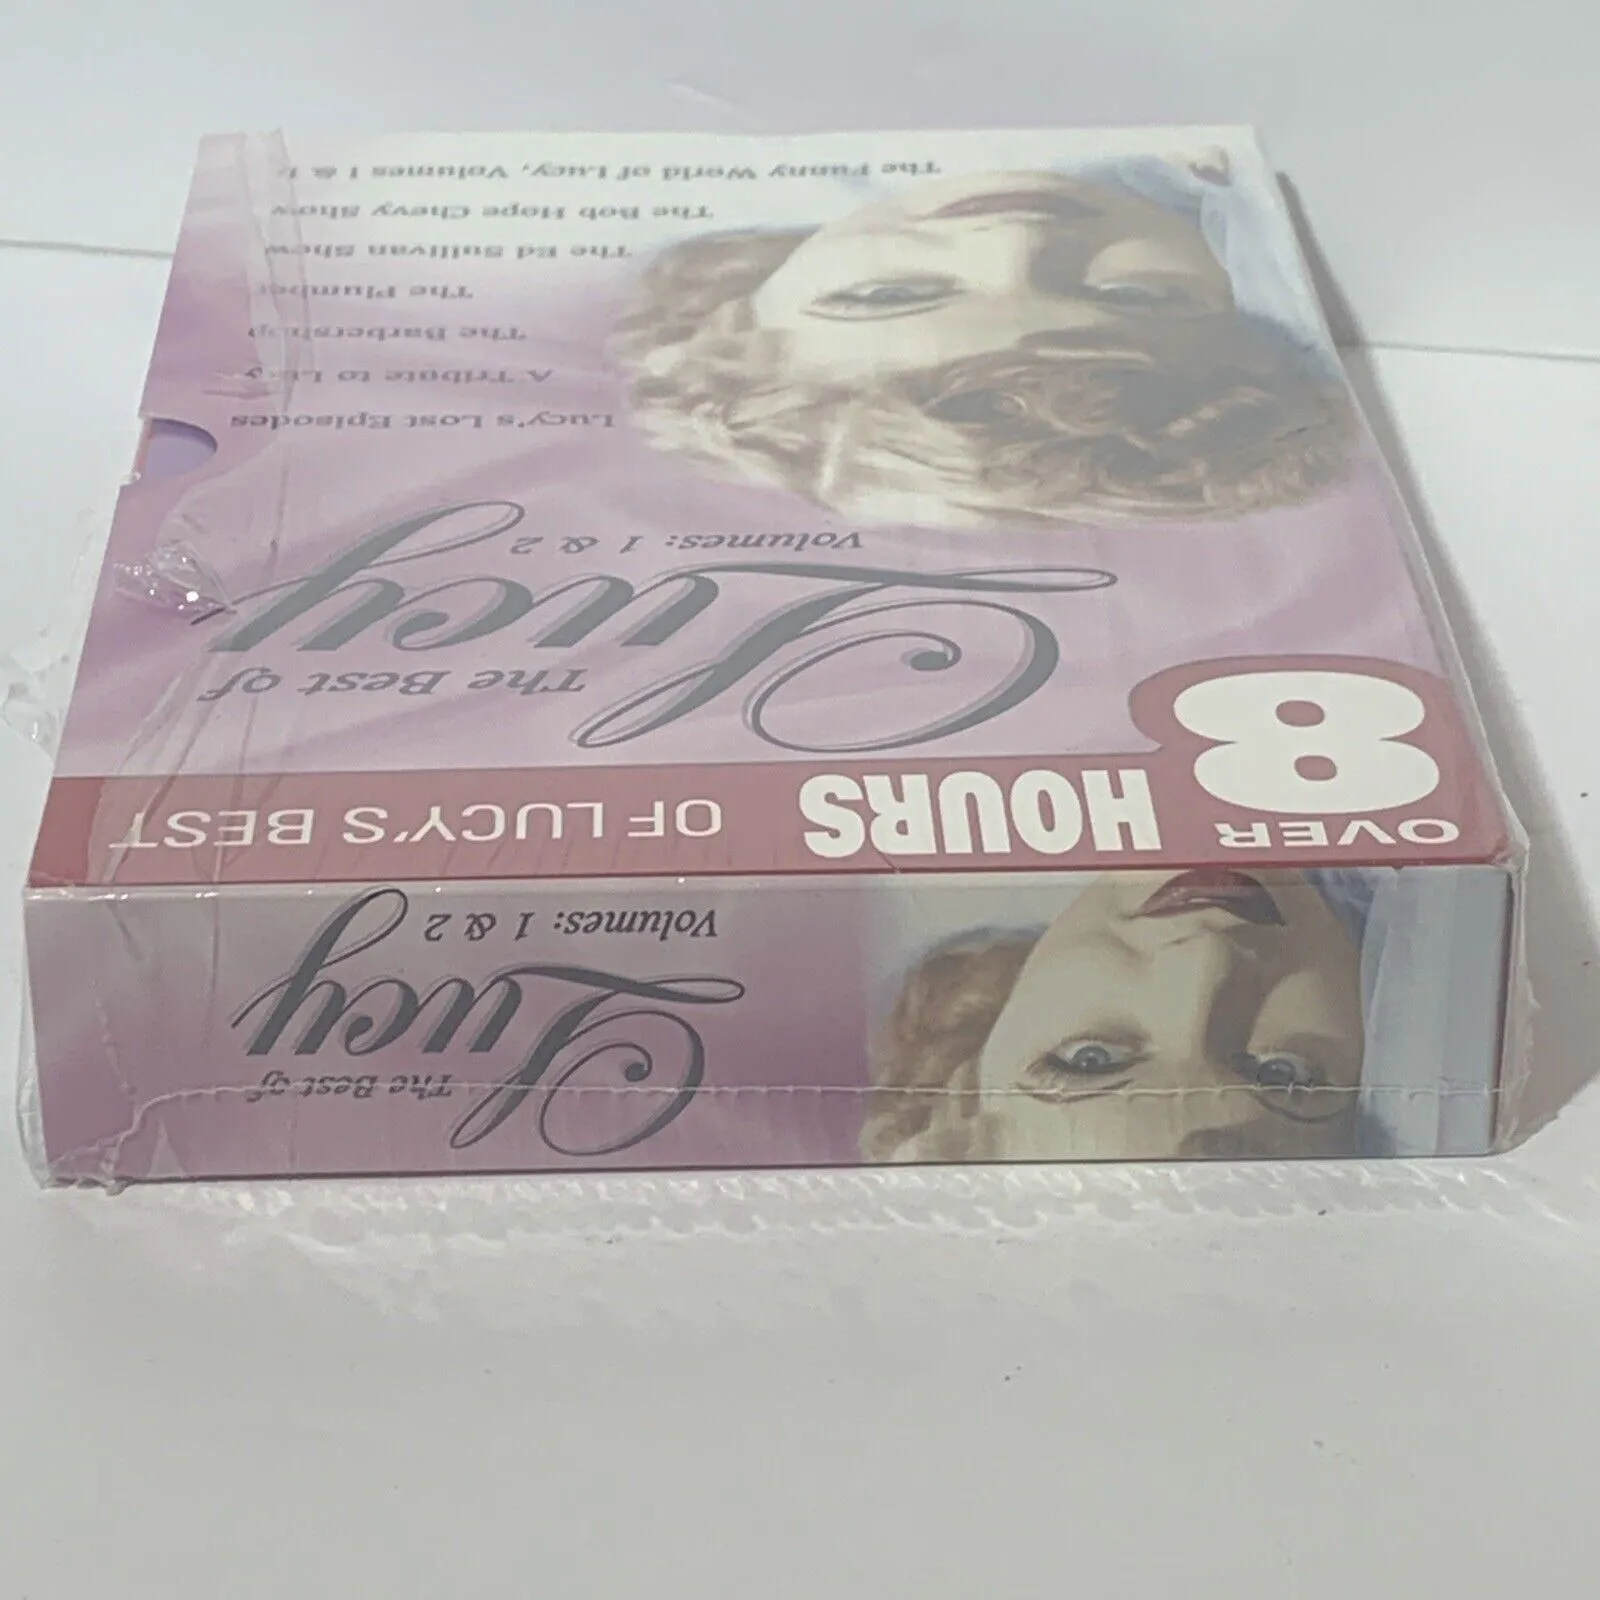 OVER
8
HOURS
OF LUCY'S BEST
The Best of
Lucy
Volumes: 1 & 2
Lucy's Lost Episodes
A Tribute to Lucy
The Barbershop
The Plumber
The Ed Sullivan Show
The Bob Hope Chevy Show
The Funny World of Lucy, Volumes I & II
The Best of
Lucy
Volumes: 1 & 2